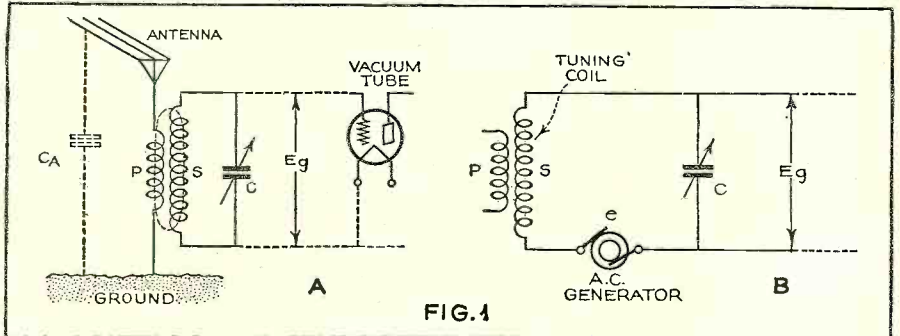 ANTENNA
CA
P
S
C
Eg
VACUUM
TUBE
GROUND
A
TUNING
COIL
P
S
C
Eg
e
A.C.
GENERATOR
B
FIG.1